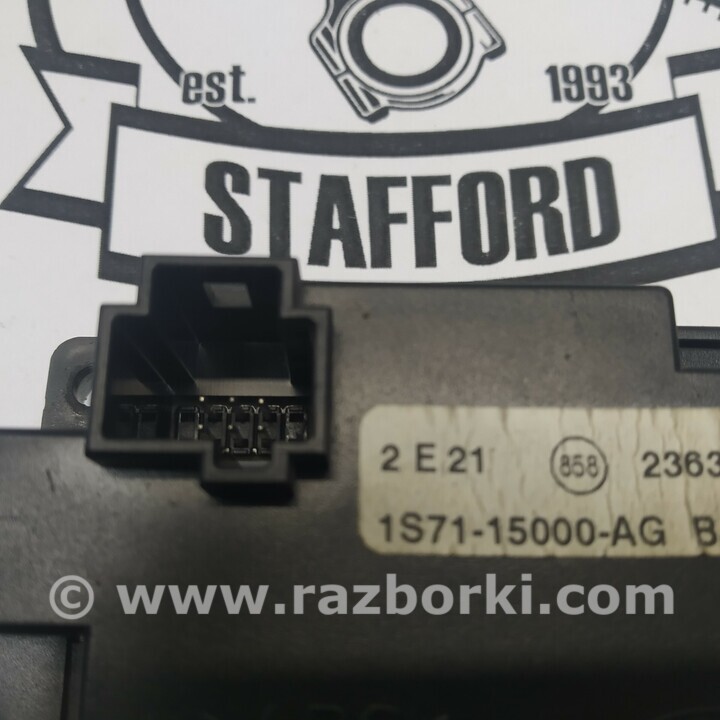 est. 1993
STAFFORD
2 E 21 858 2363
1S71-15000-AG B
© www.razborki.com